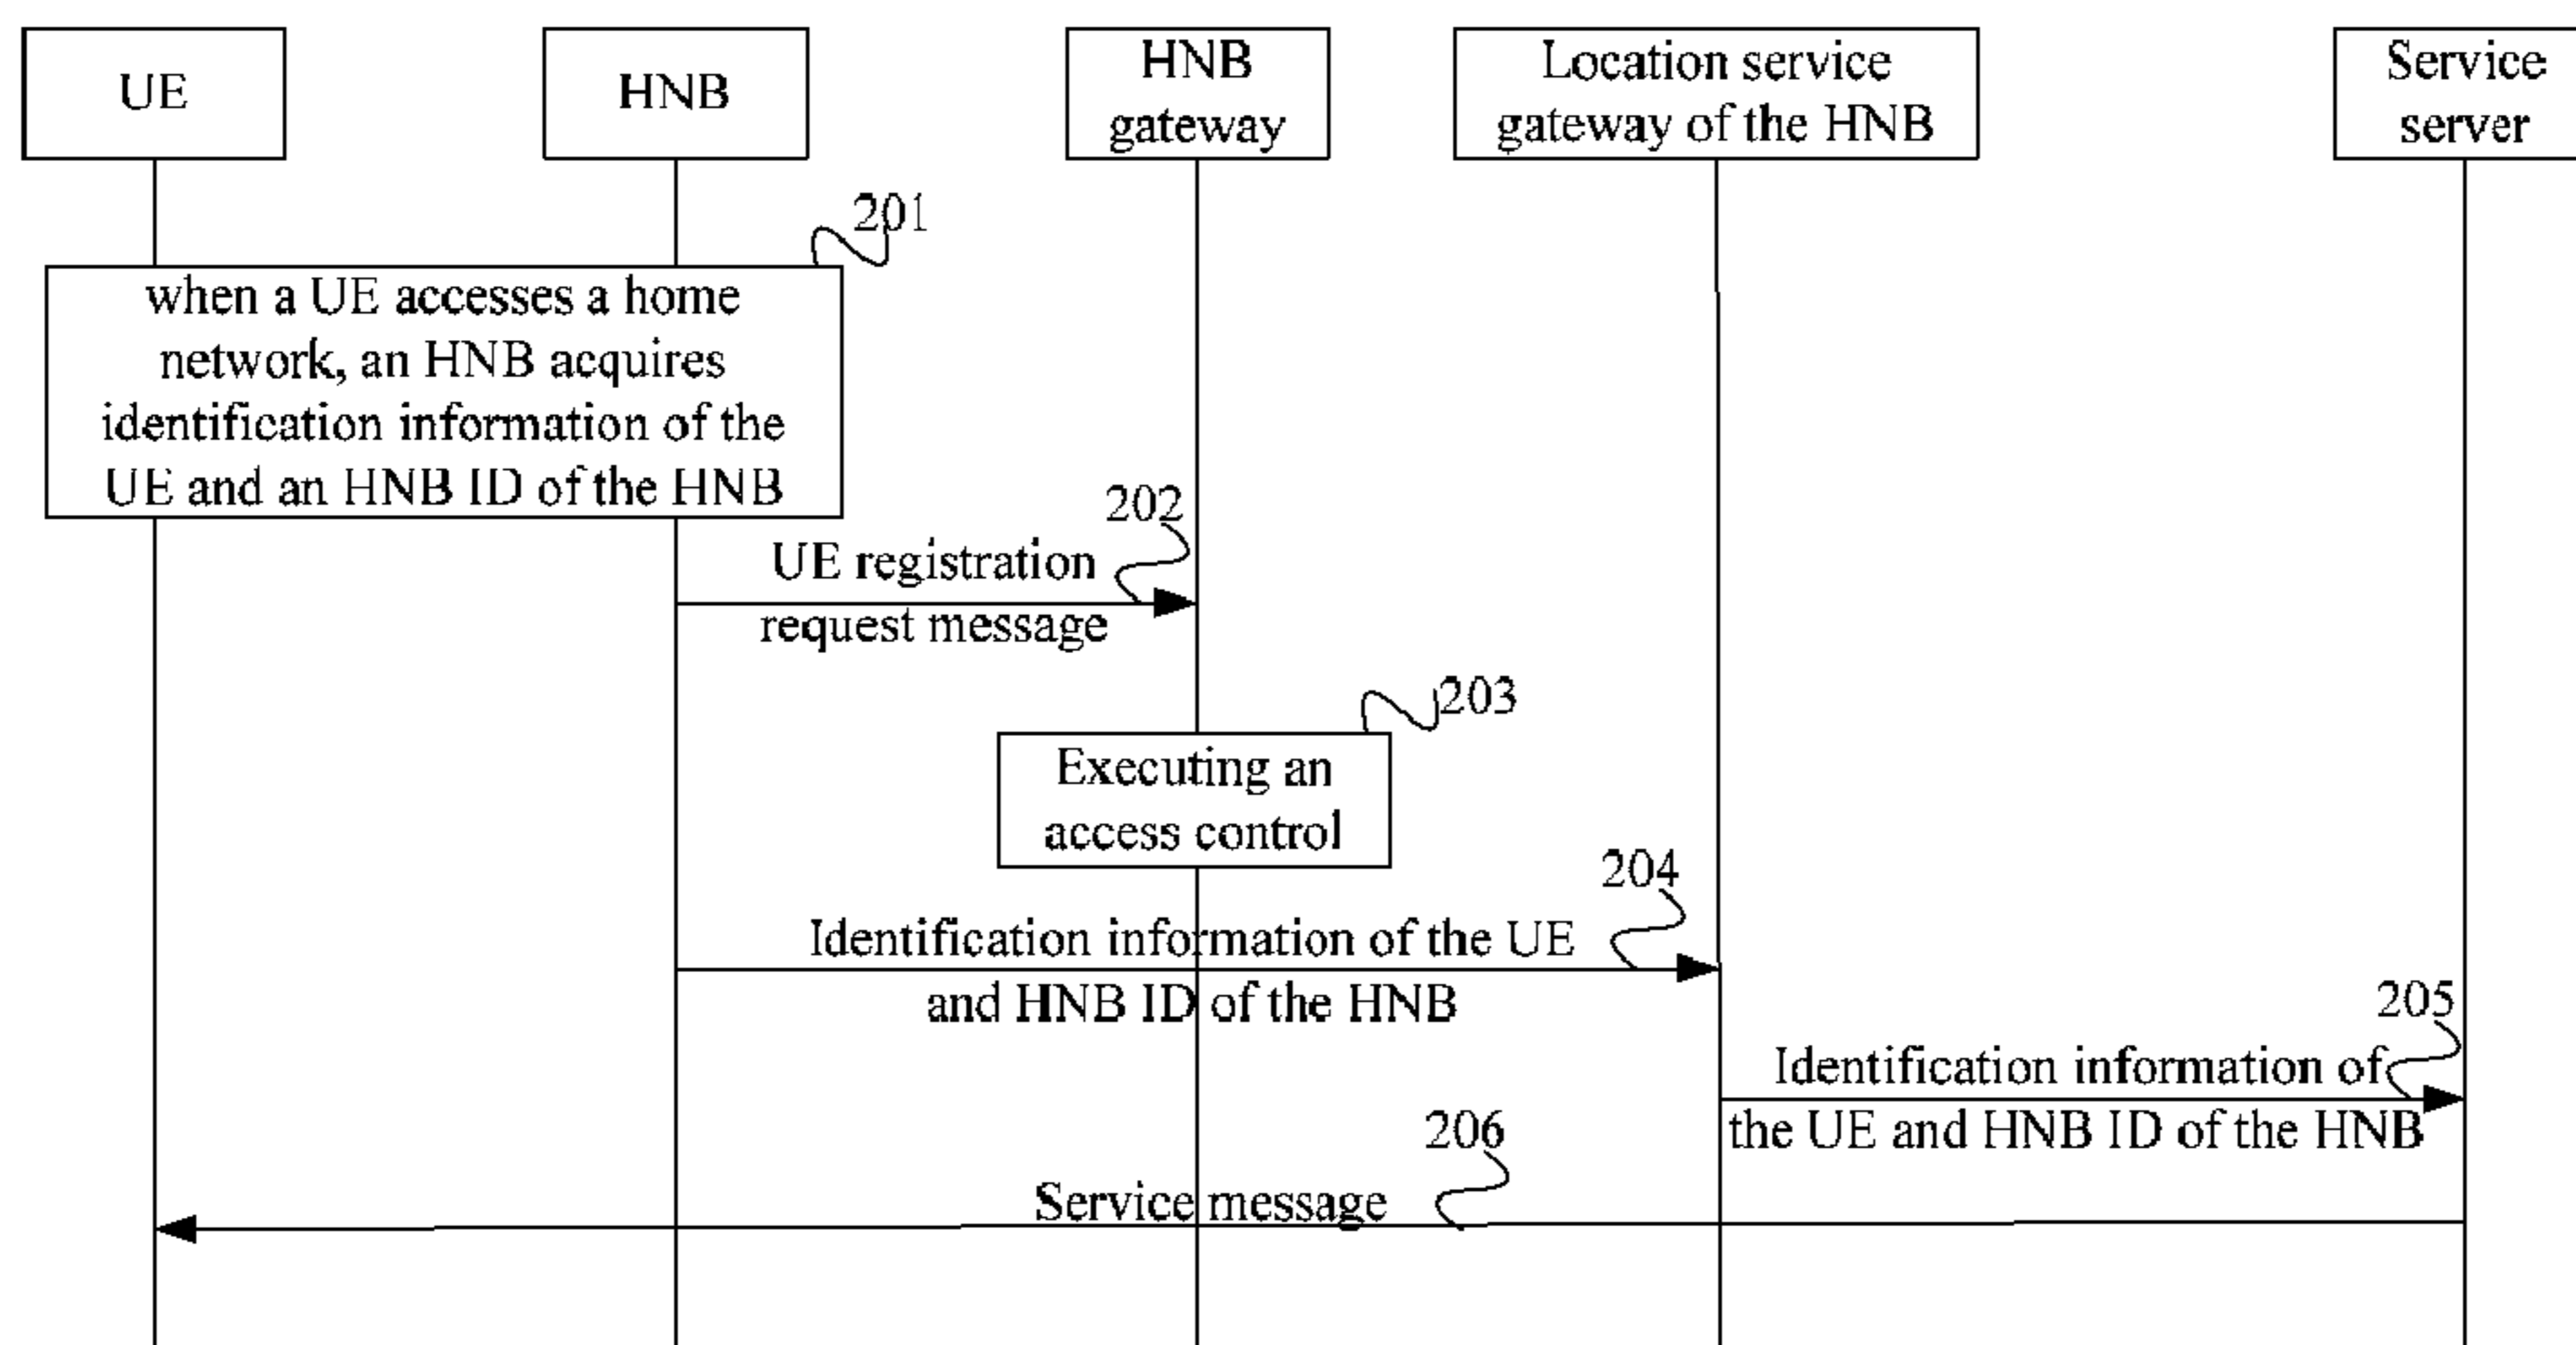 UE
HNB
HNB
gateway
Location service
gateway of the HNB
Service
server
201
when a UE accesses a home
network, an HNB acquires
identification information of the
UE and an HNB ID of the HNB
202
UE registration
request message
203
Executing an
access control
204
Identification information of the UE
and HNB ID of the HNB
205
Identification information of
the UE and HNB ID of the HNB
206
Service message